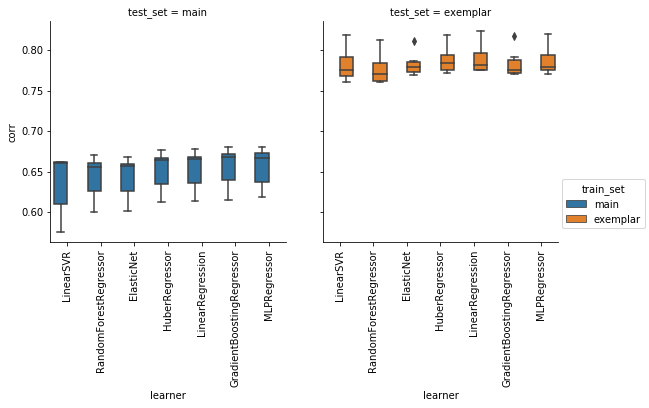 test_set = main
test_set = exemplar
corr
0.80
0.75
0.70
0.65
0.60
LinearSVR
RandomForestRegressor
ElasticNet
HuberRegressor
LinearRegression
GradientBoostingRegressor
MLPRegressor
learner
LinearSVR
RandomForestRegressor
ElasticNet
HuberRegressor
LinearRegression
GradientBoostingRegressor
MLPRegressor
learner
train_set
main
exemplar